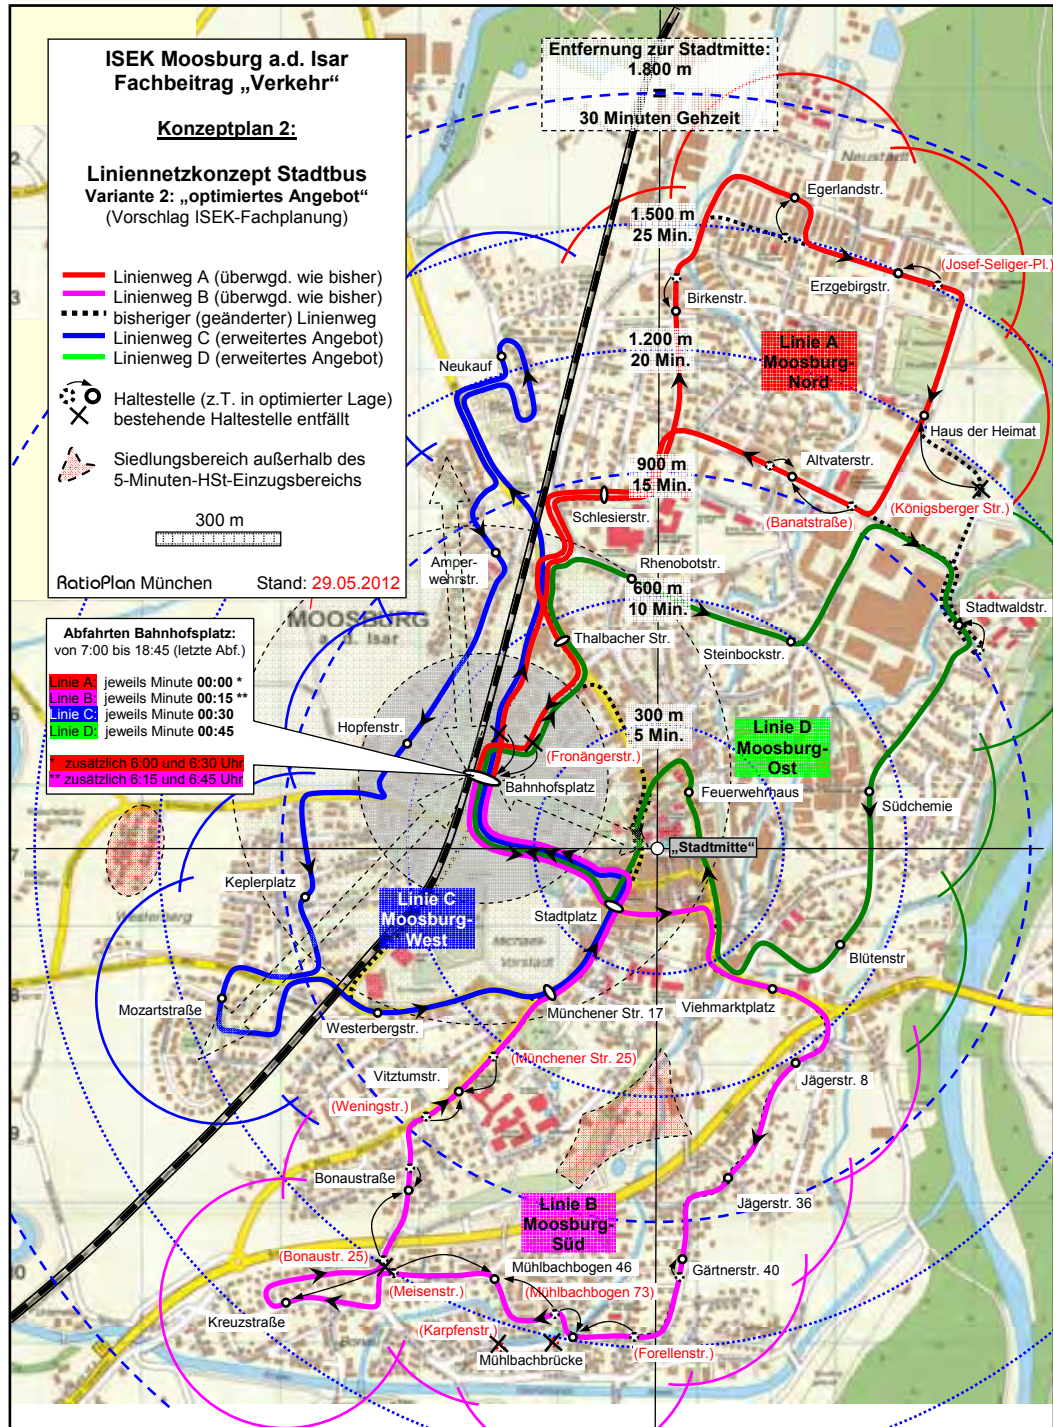 ISEK Moosburg a.d. Isar
Fachbeitrag „Verkehr“
Konzeptplan 2:
Liniennetzkonzept Stadtbus
Variante 2: „optimiertes Angebot“
(Vorschlag ISEK-Fachplanung)
Linienweg A (überwgd. wie bisher)
Linienweg B (überwgd. wie bisher)
bisheriger (geänderter) Linienweg
Linienweg C (erweitertes Angebot)
Linienweg D (erweitertes Angebot)
Haltestelle (z.T. in optimierter Lage)
bestehende Haltestelle entfällt
Siedlungsbereich außerhalb des
5-Minuten-HSt-Einzugsbereichs
300 m
RatioPlan München Stand: 29.05.2012
Abfahrten Bahnhofsplatz:
von 7:00 bis 18:45 (letzte Abf.)
Linie A: jeweils Minute 00:00 *
Linie B: jeweils Minute 00:15 **
Linie C: jeweils Minute 00:30
Linie D: jeweils Minute 00:45
* zusätzlich 6:00 und 6:30 Uhr
** zusätzlich 6:15 und 6:45 Uhr
Entfernung zur Stadtmitte:
1.800 m
30 Minuten Gehzeit
Neustadt
Egerlandstr.
1.500 m
25 Min.
(Josef-Seliger-Pl.)
Erzgebirgstr.
Birkenstr.
1.200 m
20 Min.
Linie A
Moosburg-
Nord
Neukauf
Haus der Heimat
900 m
15 Min.
Altvaterstr.
Schlesierstr.
(Banatstraße)
(Königsberger Str.)
Amper-
wehrstr.
Rhenobotstr.
600 m
10 Min.
Stadtwaldstr.
MOOSBURG
a. d. Isar
Thalbacher Str.
Steinbockstr.
300 m
5 Min.
Linie D
Moosburg-
Ost
Hopfenstr.
(Fronängerstr.)
Bahnhofsplatz
Feuerwehrhaus
Südchemie
„Stadtmitte“
Keplerplatz
Westerberg
Linie C
Moosburg-
West
Stadtplatz
Michaeli-
Vorstadt
Blütenstr
Mozartstraße
Westerbergstr.
Münchener Str. 17
Viehmarktplatz
(Münchener Str. 25)
Jägerstr. 8
Vitztumstr.
(Weningstr.)
Bonaustraße
Jägerstr. 36
Linie B
Moosburg-
Süd
(Bonaustr. 25)
Mühlbachbogen 46
Gärtnerstr. 40
(Meisenstr.)
(Mühlbachbogen 73)
Kreuzstraße
(Karpfenstr.)
Mühlbachbrücke
(Forellenstr.)